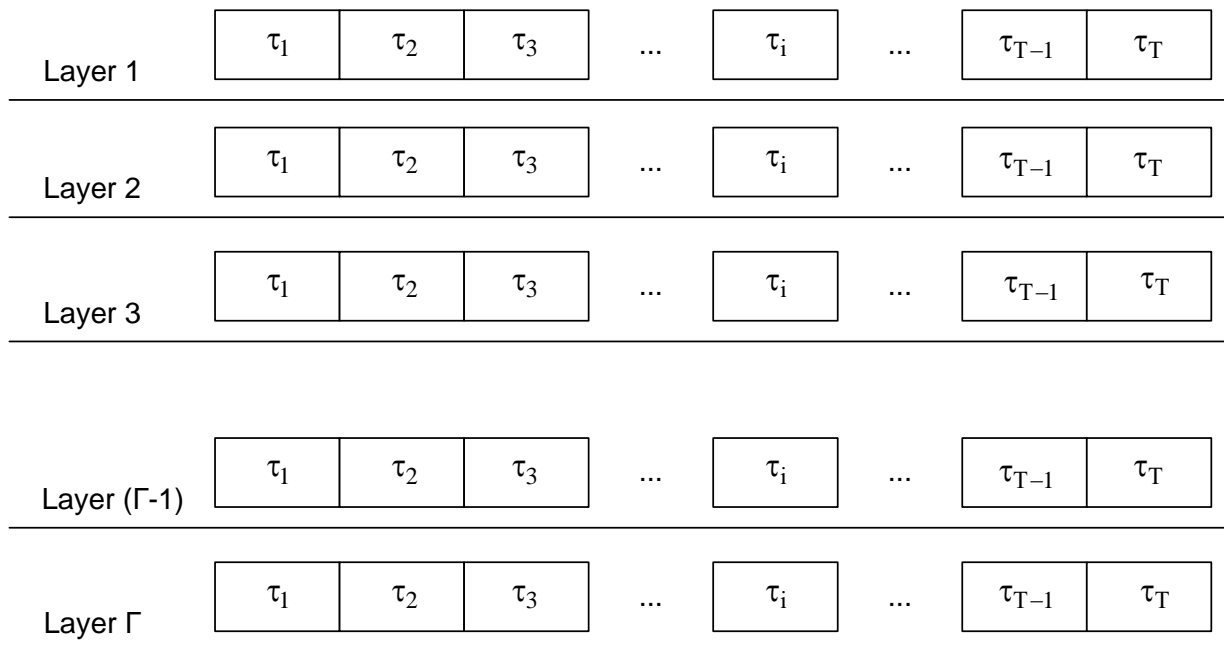 τ1 τ2 τ3 ... τi ... τT–1 τT
Layer 1
τ1 τ2 τ3 ... τi ... τT–1 τT
Layer 2
τ1 τ2 τ3 ... τi ... τT–1 τT
Layer 3
τ1 τ2 τ3 ... τi ... τT–1 τT
Layer (Γ-1)
τ1 τ2 τ3 ... τi ... τT–1 τT
Layer Γ